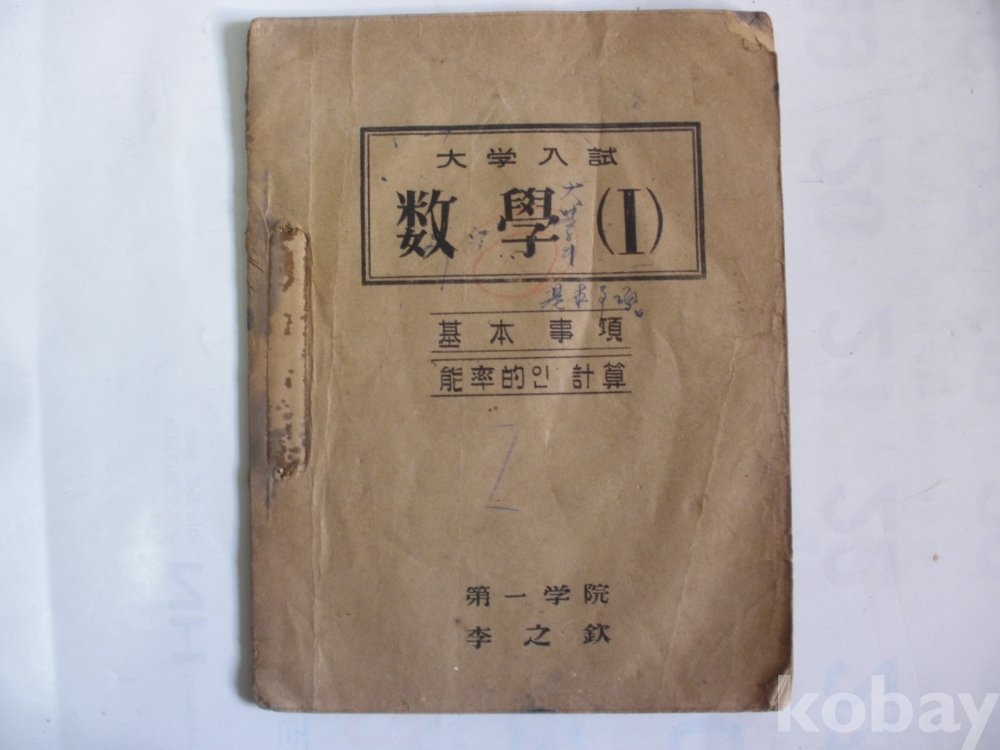 大学入試
数學(I)
基本事項
能率的인 計算
第一学院
李之欽
kobay